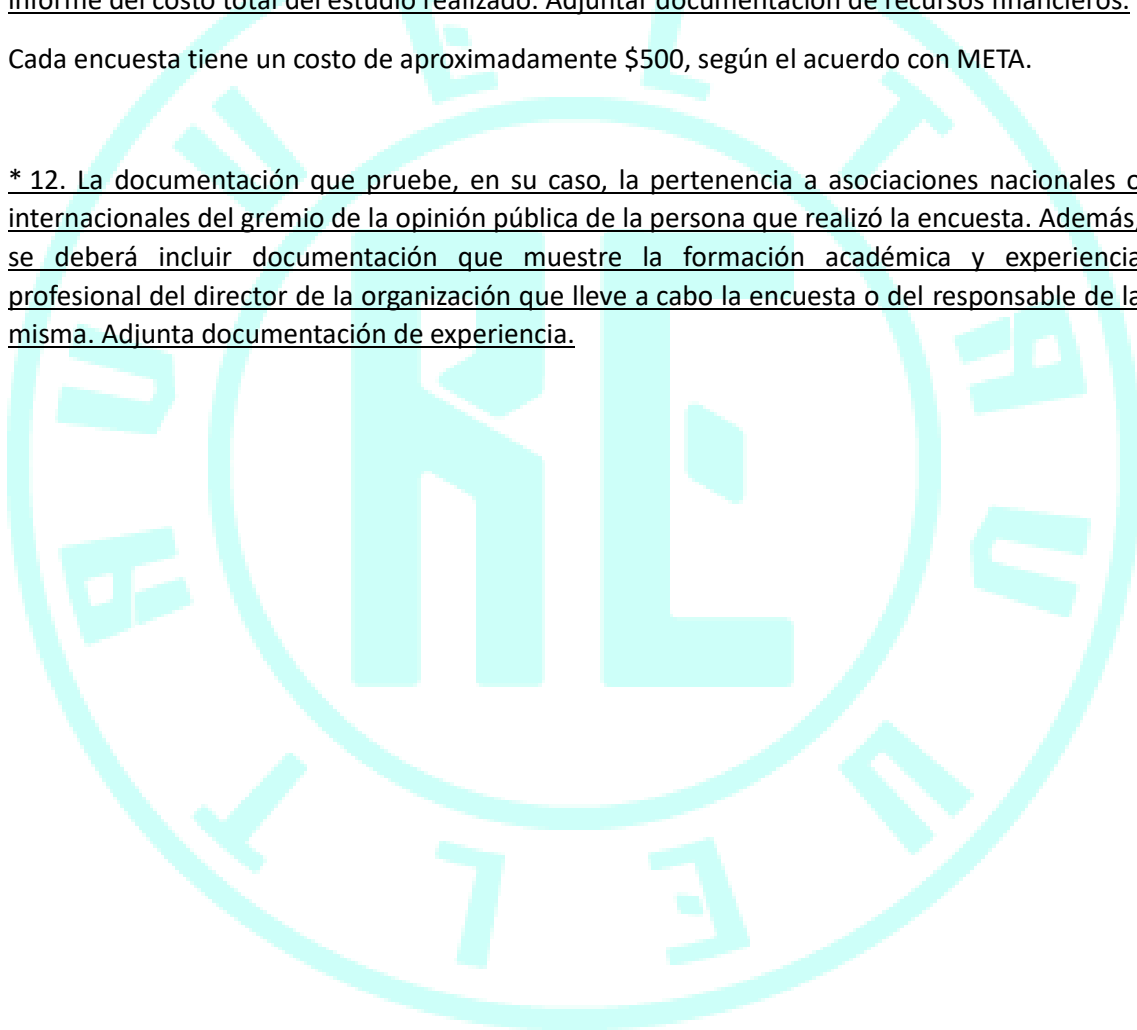 informe del costo total del estudio realizado. Adjuntar documentación de recursos financieros.
Cada encuesta tiene un costo de aproximadamente $500, según el acuerdo con META.
* 12. La documentación que pruebe, en su caso, la pertenencia a asociaciones nacionales o
internacionales del gremio de la opinión pública de la persona que realizó la encuesta. Además,
se deberá incluir documentación que muestre la formación académica y experiencia
profesional del director de la organización que lleve a cabo la encuesta o del responsable de la
misma. Adjunta documentación de experiencia.